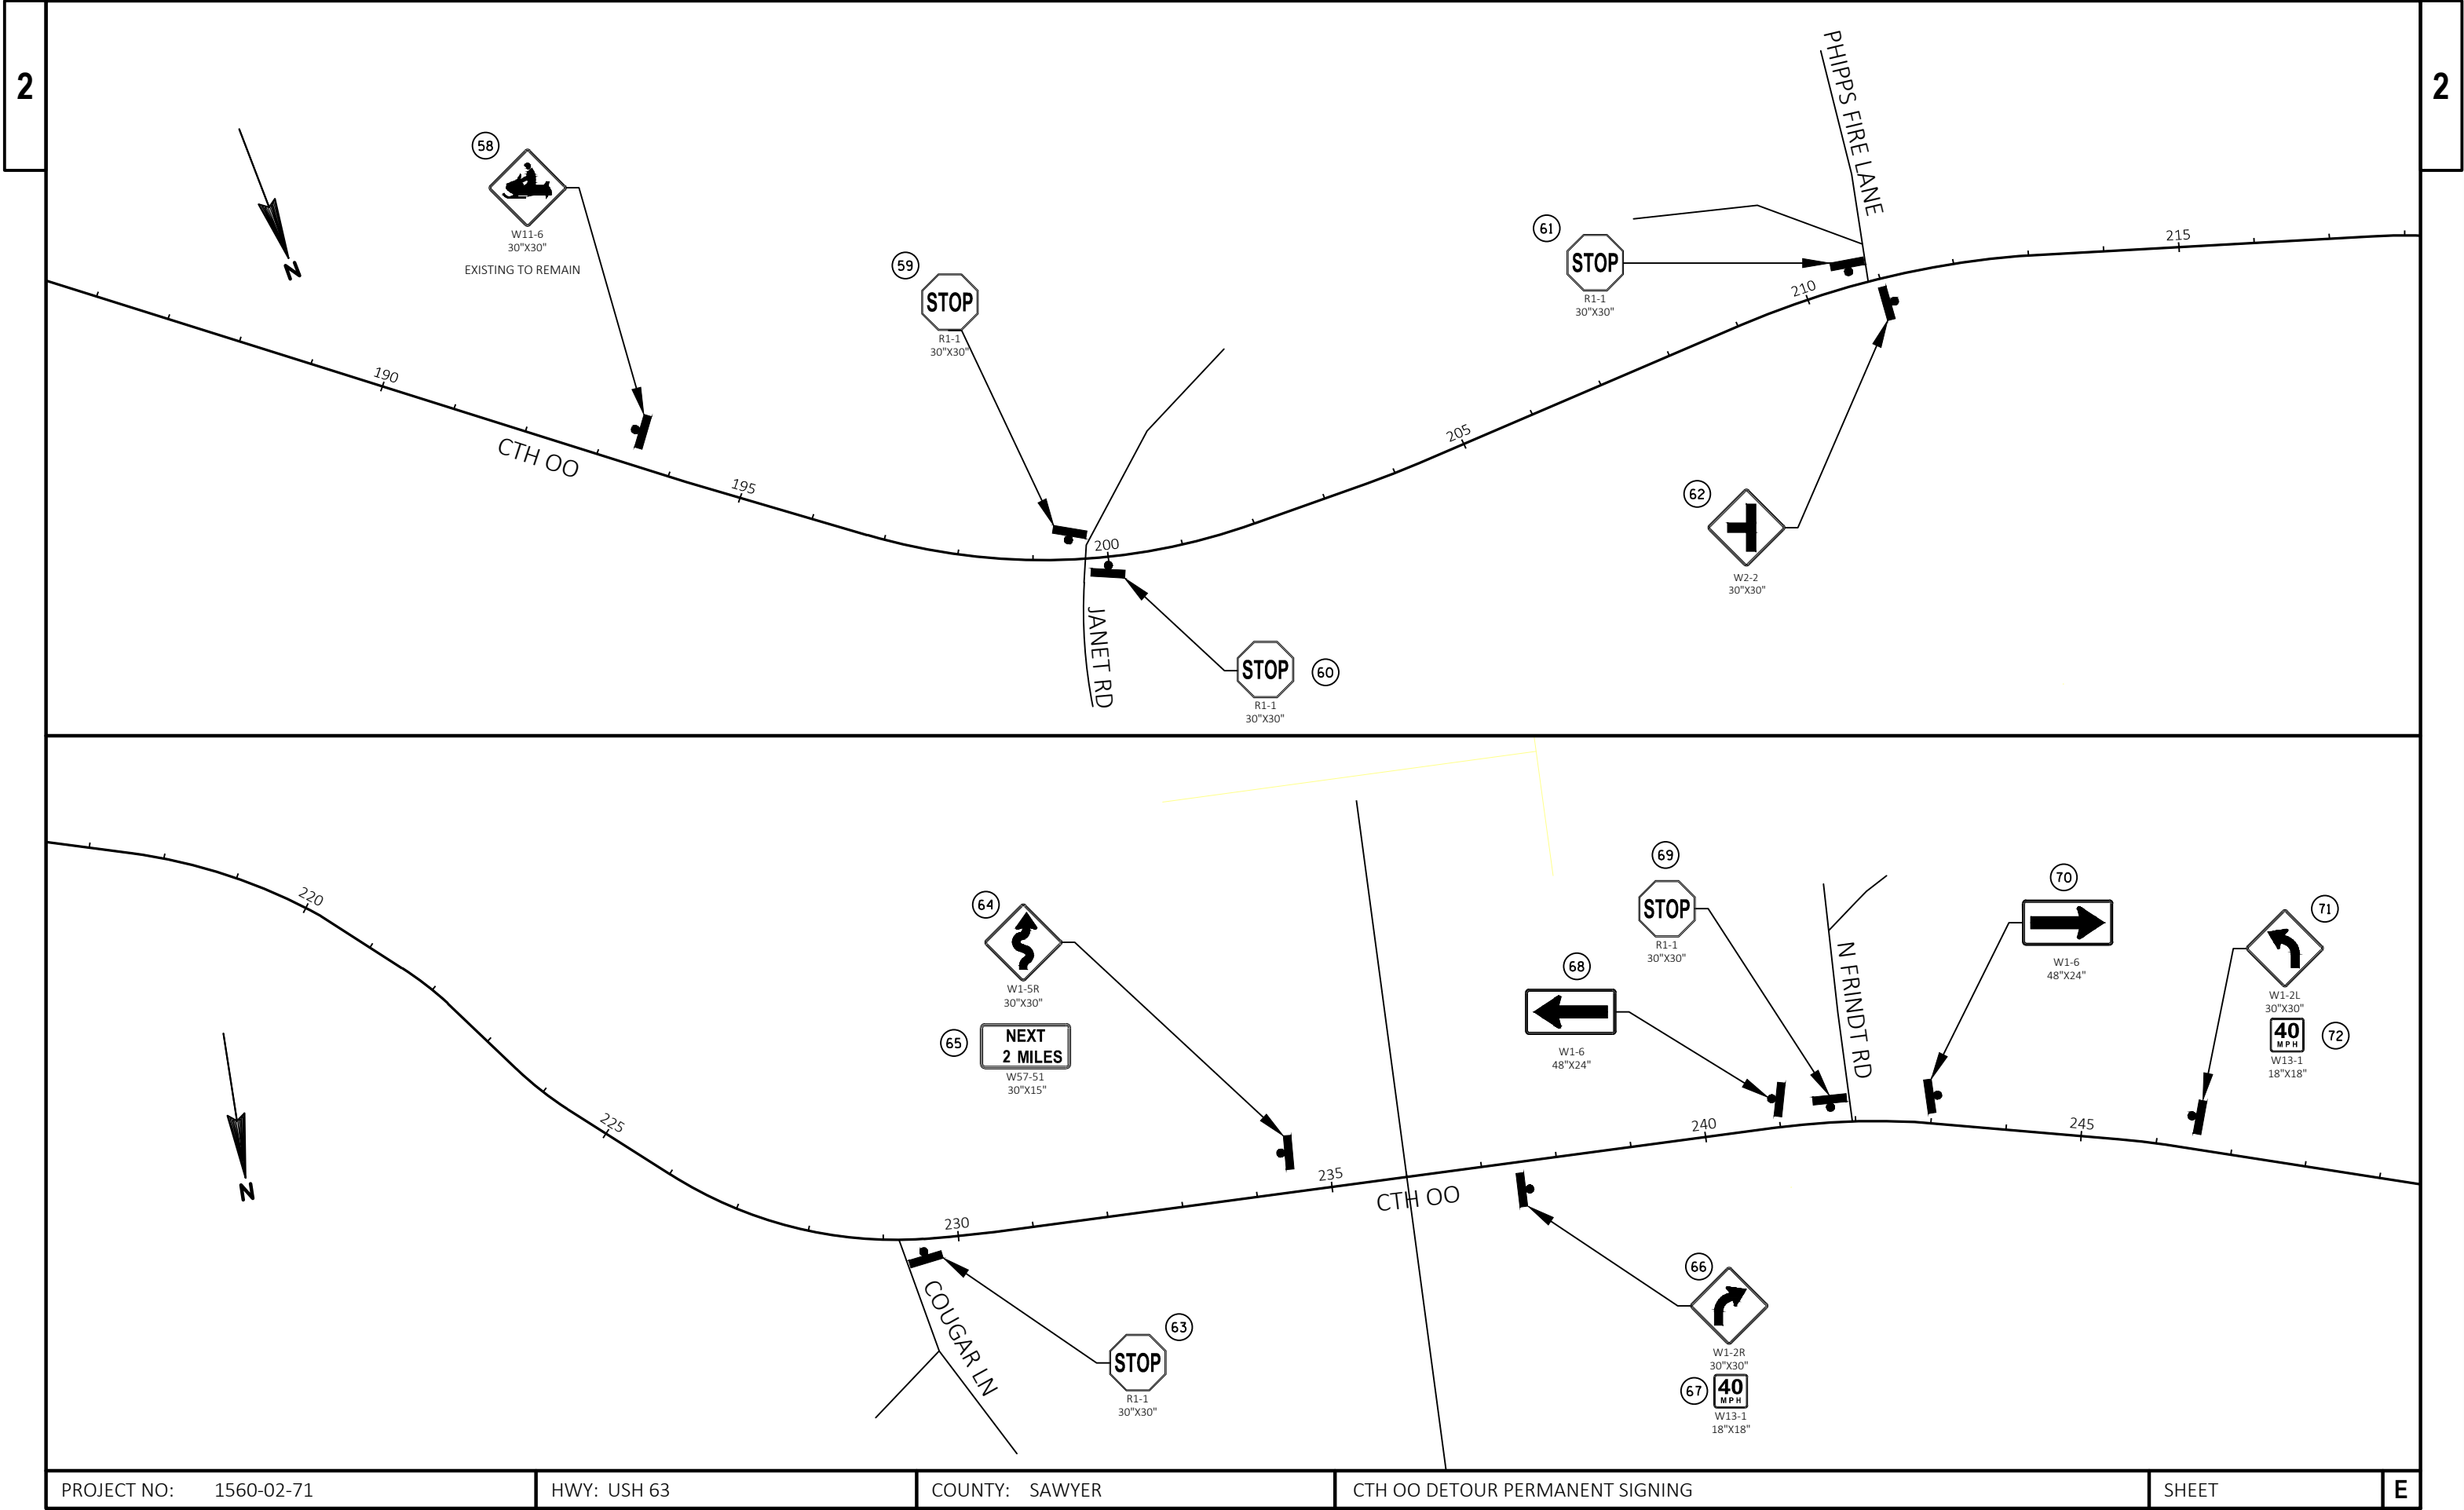 2
2
PHIPPS FIRE LANE
58
W11-6
30"X30"
EXISTING TO REMAIN
N
59
STOP
R1-1
30"X30"
61
STOP
R1-1
30"X30"
210
215
190
CTH OO
195
200
205
62
W2-2
30"X30"
JANET RD
STOP
60
R1-1
30"X30"
220
225
N
64
W1-5R
30"X30"
65
NEXT
2 MILES
W57-51
30"X15"
69
STOP
R1-1
30"X30"
68
W1-6
48"X24"
N FRINDT RD
70
W1-6
48"X24"
71
W1-2L
30"X30"
40
MPH
72
W13-1
18"X18"
230
235
CTH OO
240
245
COUGAR LN
63
STOP
R1-1
30"X30"
66
W1-2R
30"X30"
67
40
MPH
W13-1
18"X18"
PROJECT NO: 1560-02-71
HWY: USH 63
COUNTY: SAWYER
CTH OO DETOUR PERMANENT SIGNING
SHEET
E